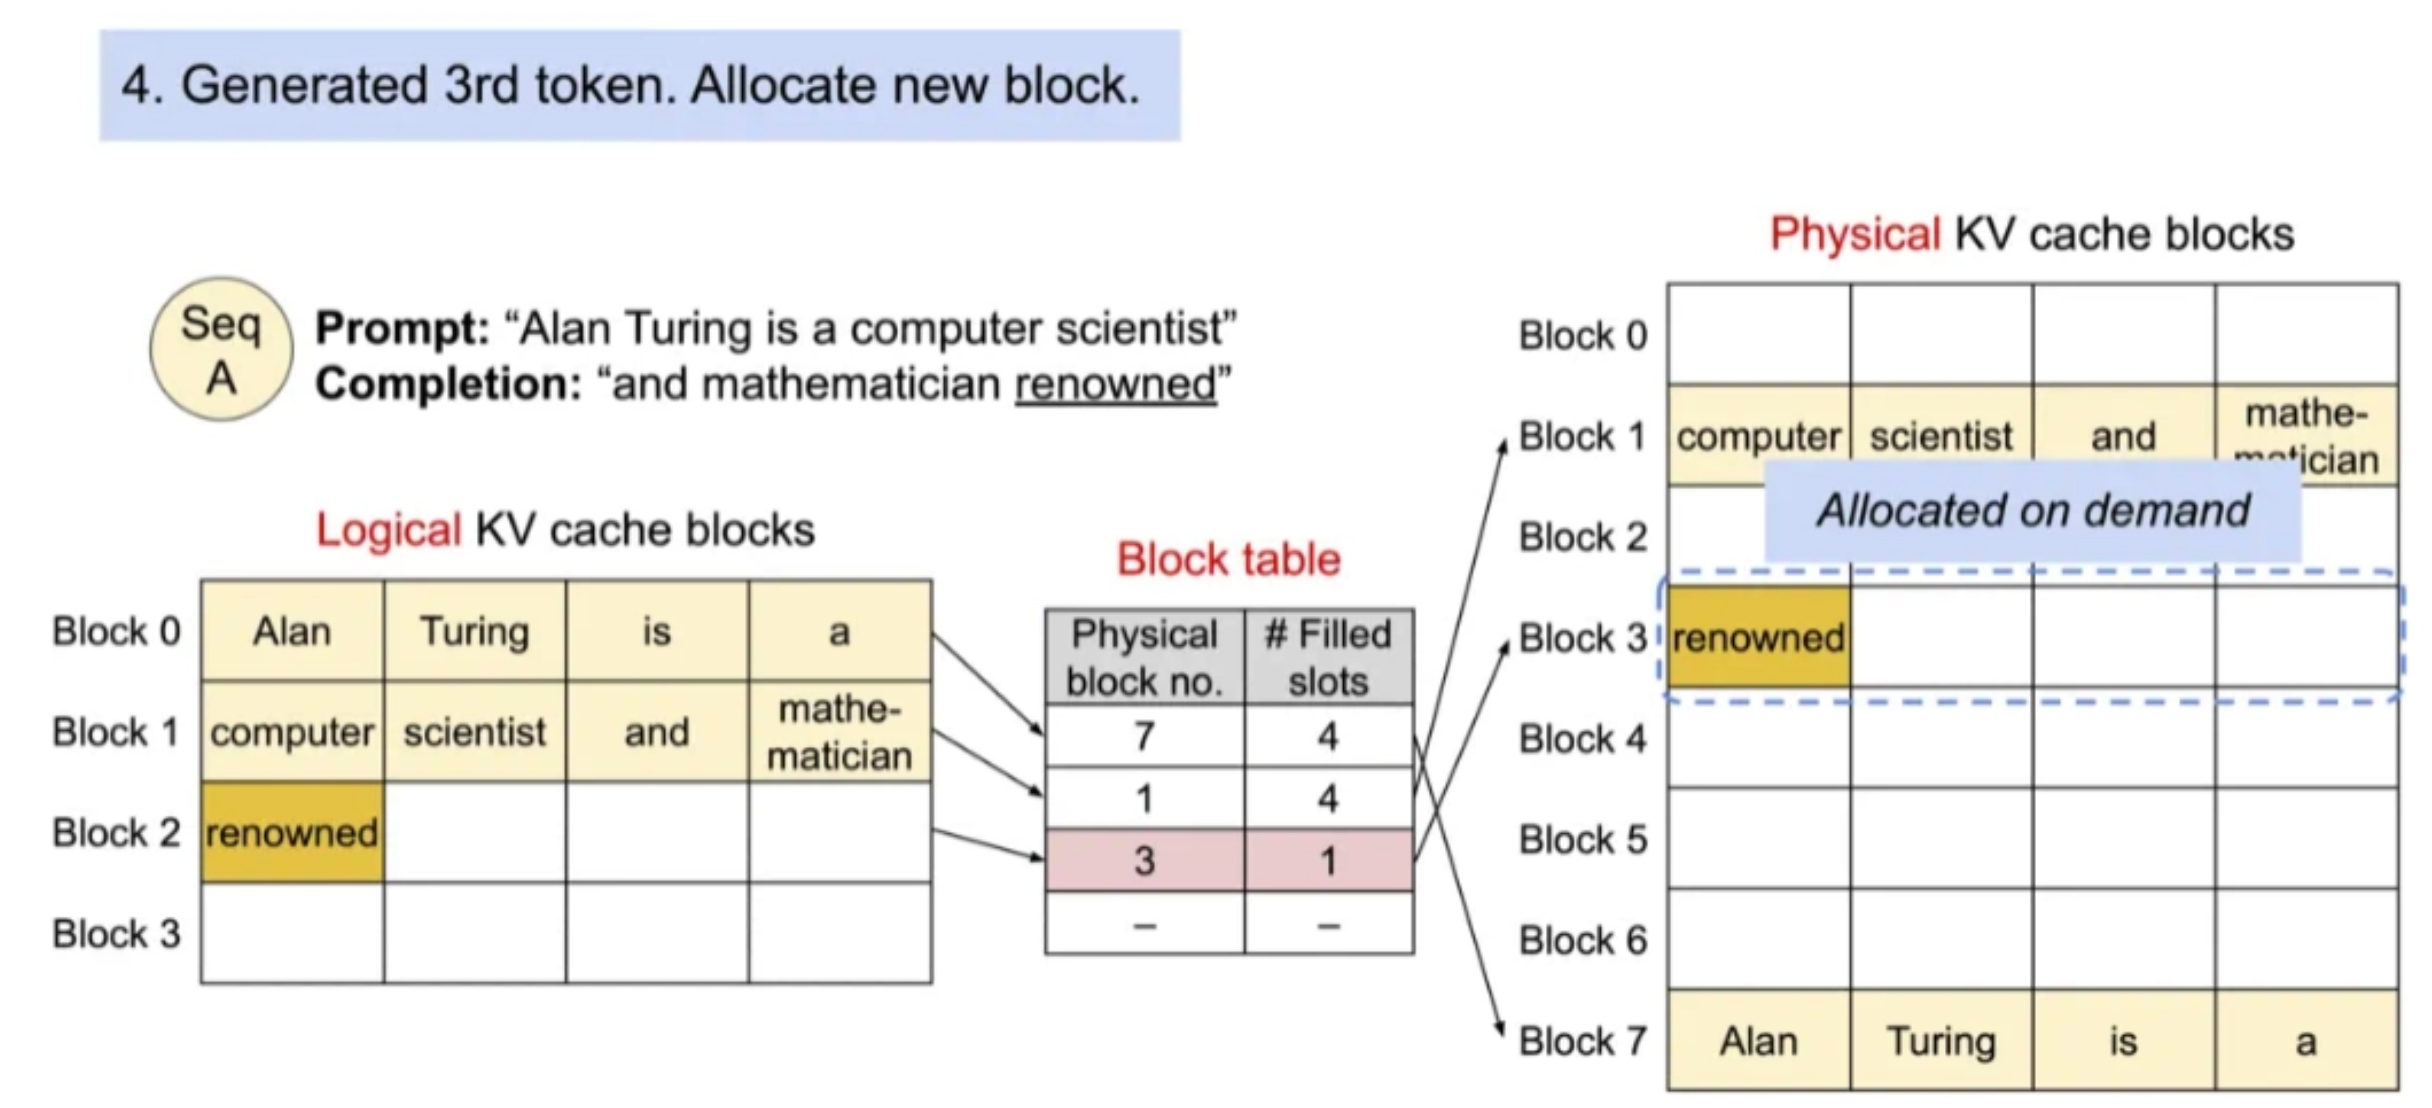 4. Generated 3rd token. Allocate new block.
Seq
A
Prompt: “Alan Turing is a computer scientist”
Completion: “and mathematician renowned”
Logical KV cache blocks
Block 0 Alan Turing is a
Block 1 computer scientist and mathe-
matician
Block 2 renowned
Block 3
Block table
Physical
block no.
# Filled
slots
7 4
1 4
3 1
– –
Physical KV cache blocks
Block 0
Block 1 computer scientist and mathe-
matician
Allocated on demand
Block 2
Block 3 renowned
Block 4
Block 5
Block 6
Block 7 Alan Turing is a